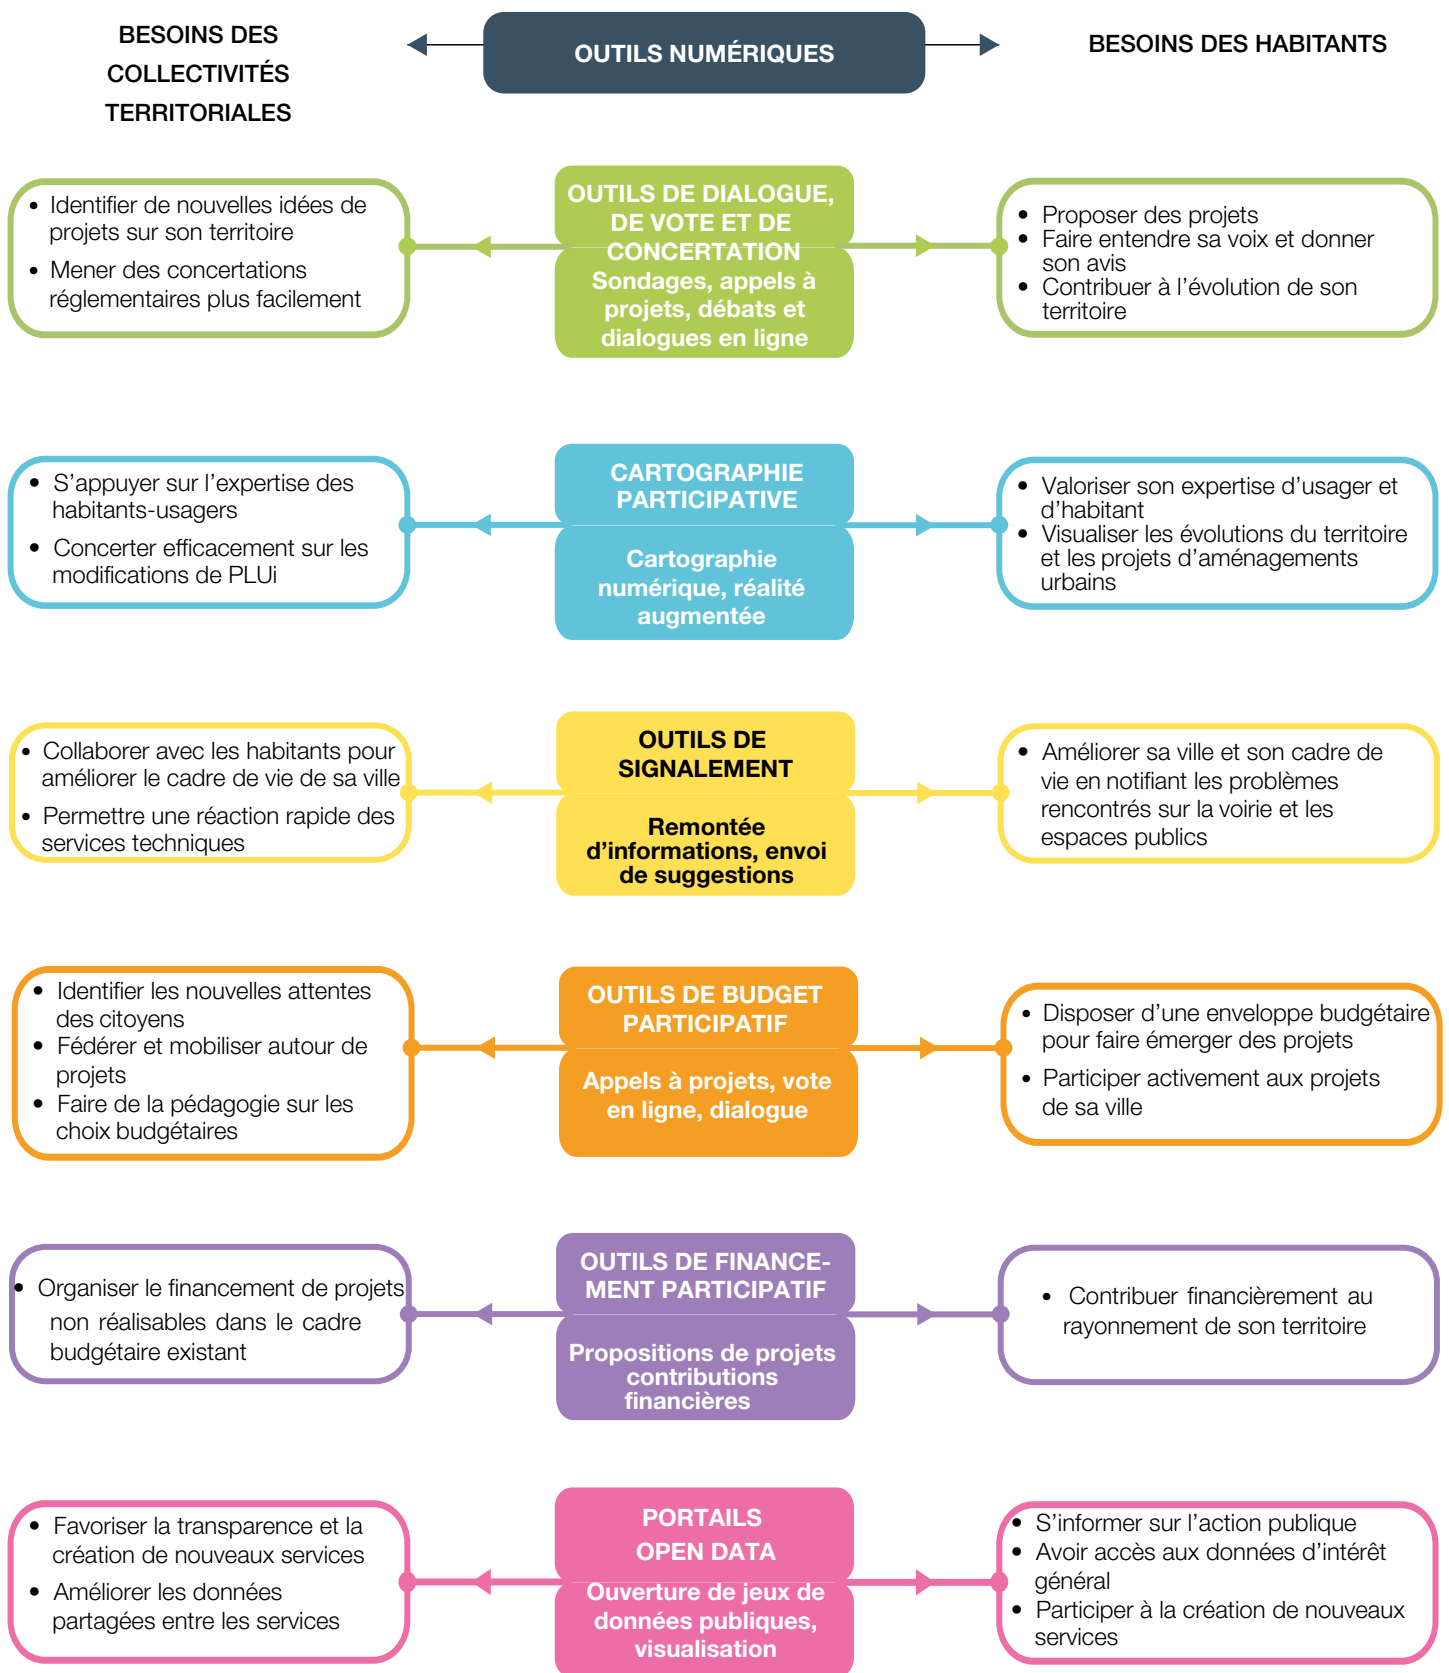 BESOINS DES
COLLECTIVITÉS
TERRITORIALES
OUTILS NUMÉRIQUES
BESOINS DES HABITANTS
• Identifier de nouvelles idées de
projets sur son territoire
• Mener des concertations
réglementaires plus facilement
OUTILS DE DIALOGUE,
DE VOTE ET DE
CONCERTATION
Sondages, appels à
projets, débats et
dialogues en ligne
• Proposer des projets
• Faire entendre sa voix et donner
son avis
• Contribuer à l’évolution de son
territoire
• S’appuyer sur l’expertise des
habitants-usagers
• Concerter efficacement sur les
modifications de PLUi
CARTOGRAPHIE
PARTICIPATIVE
Cartographie
numérique, réalité
augmentée
• Valoriser son expertise d’usager et
d’habitant
• Visualiser les évolutions du territoire
et les projets d’aménagements
urbains
• Collaborer avec les habitants pour
améliorer le cadre de vie de sa ville
• Permettre une réaction rapide des
services techniques
OUTILS DE
SIGNALEMENT
Remontée
d’informations, envoi
de suggestions
• Améliorer sa ville et son cadre de
vie en notifiant les problèmes
rencontrés sur la voirie et les
espaces publics
• Identifier les nouvelles attentes
des citoyens
• Fédérer et mobiliser autour de
projets
• Faire de la pédagogie sur les
choix budgétaires
OUTILS DE BUDGET
PARTICIPATIF
Appels à projets, vote
en ligne, dialogue
• Disposer d’une enveloppe budgétaire
pour faire émerger des projets
• Participer activement aux projets
de sa ville
• Organiser le financement de projets
non réalisables dans le cadre
budgétaire existant
OUTILS DE FINANCE-
MENT PARTICIPATIF
Propositions de projets
contributions
financières
• Contribuer financièrement au
rayonnement de son territoire
• Favoriser la transparence et la
création de nouveaux services
• Améliorer les données
partagées entre les services
PORTAILS
OPEN DATA
Ouverture de jeux de
données publiques,
visualisation
• S’informer sur l’action publique
• Avoir accès aux données d’intérêt
général
• Participer à la création de nouveaux
services